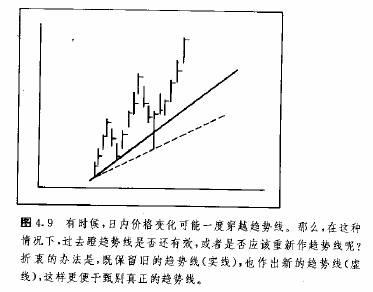 图4.9 有时候,日内价格变化可能一度穿越趋势线。那么,在这种
情况下,过去瞪趋势线是否还有效,或者是否应该重新作趋势线呢?
折衷的办法是,既保留旧的趋势线(实线),也作出新的趋势线(虚
线),这样更便于甄别真正的趋势线。